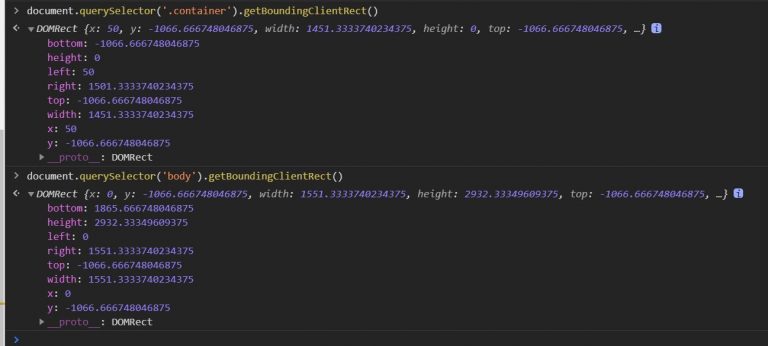 > document.querySelector('.container').getBoundingClientRect()
DOMRect {x: 50, y: -1066.666748046875, width: 1451.3333740234375, height: 0, top: -1066.666748046875, …} i
bottom: -1066.666748046875
height: 0
left: 50
right: 1501.3333740234375
top: -1066.666748046875
width: 1451.3333740234375
x: 50
y: -1066.666748046875
__proto__: DOMRect
> document.querySelector('body').getBoundingClientRect()
DOMRect {x: 0, y: -1066.666748046875, width: 1551.3333740234375, height: 2932.33349609375, top: -1066.666748046875, …} i
bottom: 1865.666748046875
height: 2932.33349609375
left: 0
right: 1551.3333740234375
top: -1066.666748046875
width: 1551.3333740234375
x: 0
y: -1066.666748046875
__proto__: DOMRect
>